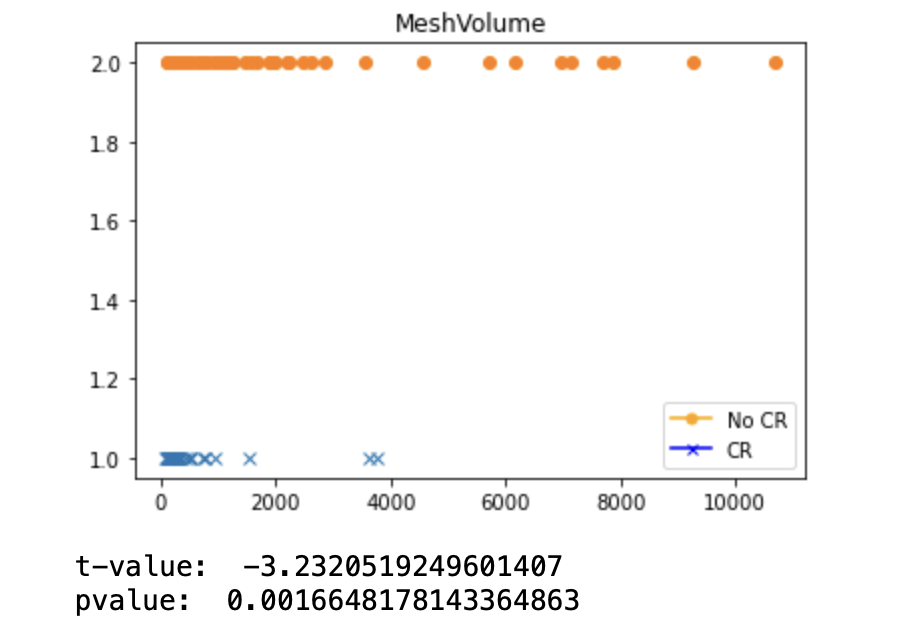 MeshVolume
2.0
1.8
1.6
1.4
1.2
1.0
No CR
CR
0 2000 4000 6000 8000 10000
t-value: -3.2320519249601407
pvalue: 0.0016648178143364863